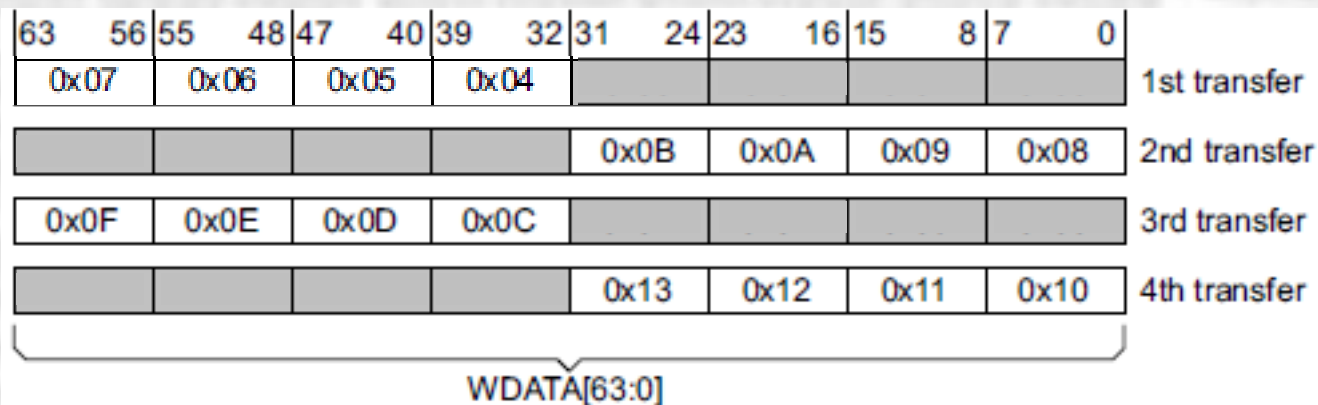 63 56 55 48 47 40 39 32 31 24 23 16 15 8 7 0
0x07 0x06 0x05 0x04 1st transfer
0x0B 0x0A 0x09 0x08 2nd transfer
0x0F 0x0E 0x0D 0x0C 3rd transfer
0x13 0x12 0x11 0x10 4th transfer
WDATA[63:0]